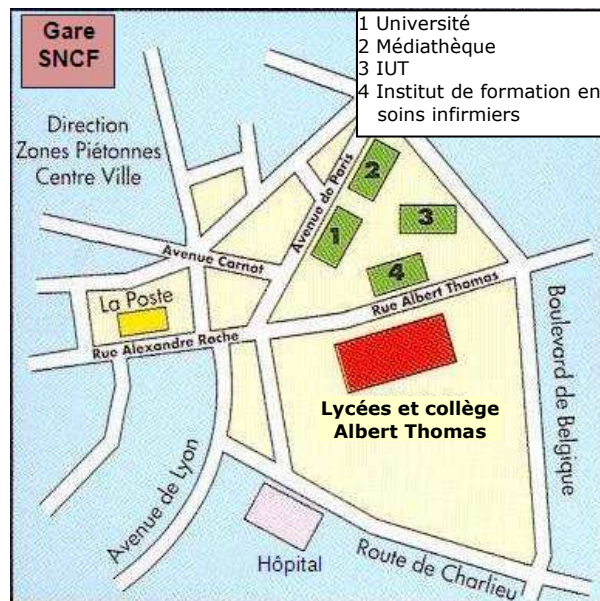 Gare
SNCF
1 Université
2 Médiathèque
3 IUT
4 Institut de formation en
soins infirmiers
Direction
Zones Piétonnes
Centre Ville
Avenue de Paris
2
1
3
4
Avenue Carnot
La Poste
Rue Albert Thomas
Rue Alexandre Roche
Boulevard de Belgique
Lycées et collège
Albert Thomas
Avenue de Lyon
Hôpital
Route de Charlieu